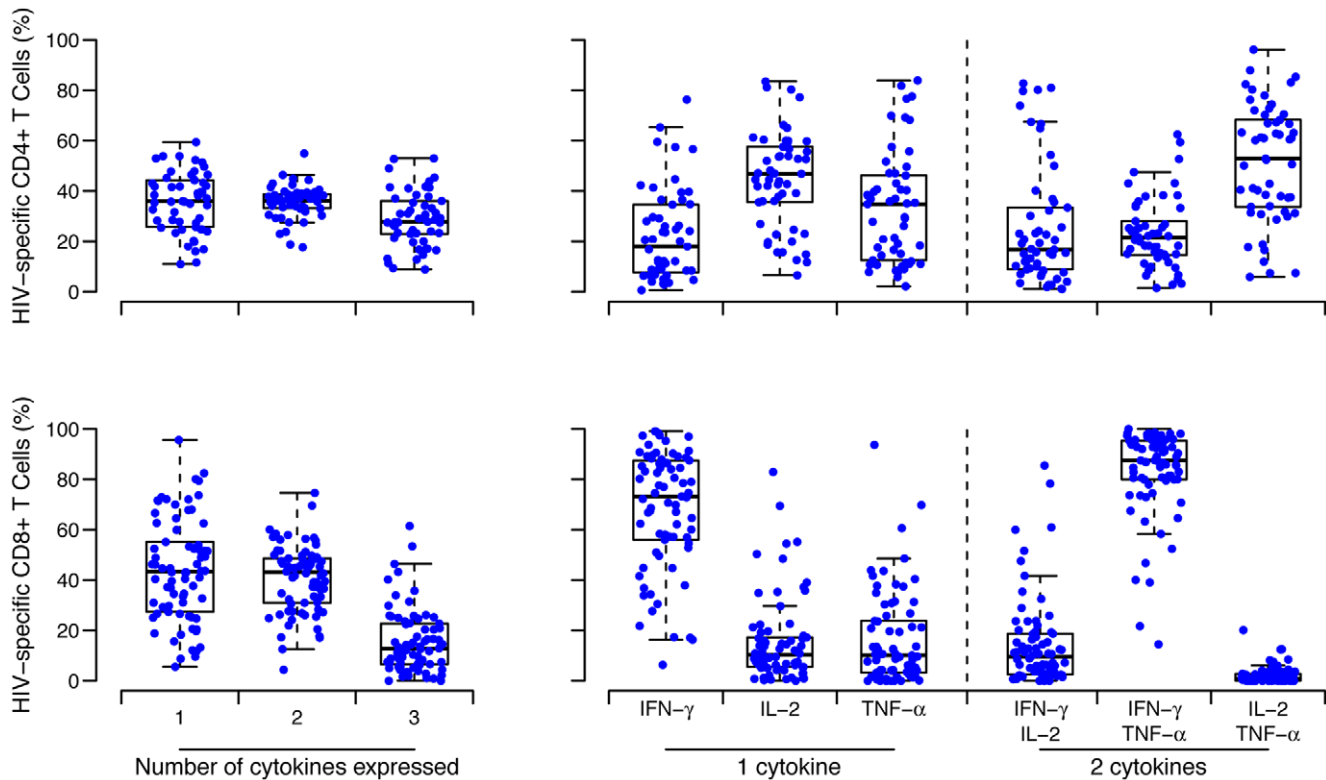 HIV−specific CD4+ T Cells (%)
100
80
60
40
20
0
HIV−specific CD8+ T Cells (%)
100
80
60
40
20
0
1 2 3
Number of cytokines expressed
IFN−γ IL−2 TNF−α
1 cytokine
IFN−γ IFN−γ IL−2
IL−2 TNF−α TNF−α
2 cytokines